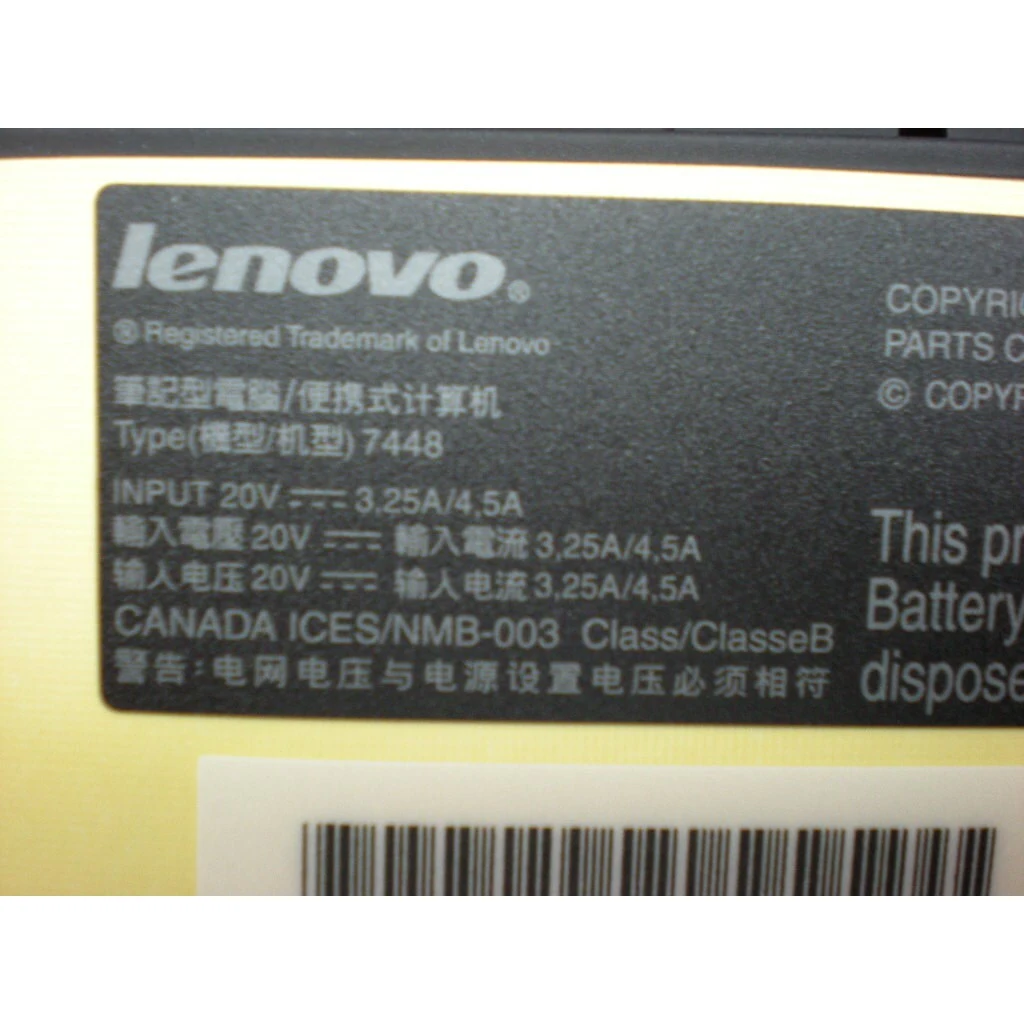 lenovo®
® Registered Trademark of Lenovo
筆記型電腦/便携式计算机
Type(機型/机型) 7448
INPUT 20V ⎓ 3.25A/4.5A
輸入電壓 20V ⎓ 輸入電流 3,25A/4,5A
输入电压 20V ⎓ 输入电流 3,25A/4,5A
CANADA ICES/NMB-003 Class/ClasseB
警告:电网电压与电源设置电压必须相符
COPYRIG
PARTS C
© COPYR
This pr
Battery
dispose